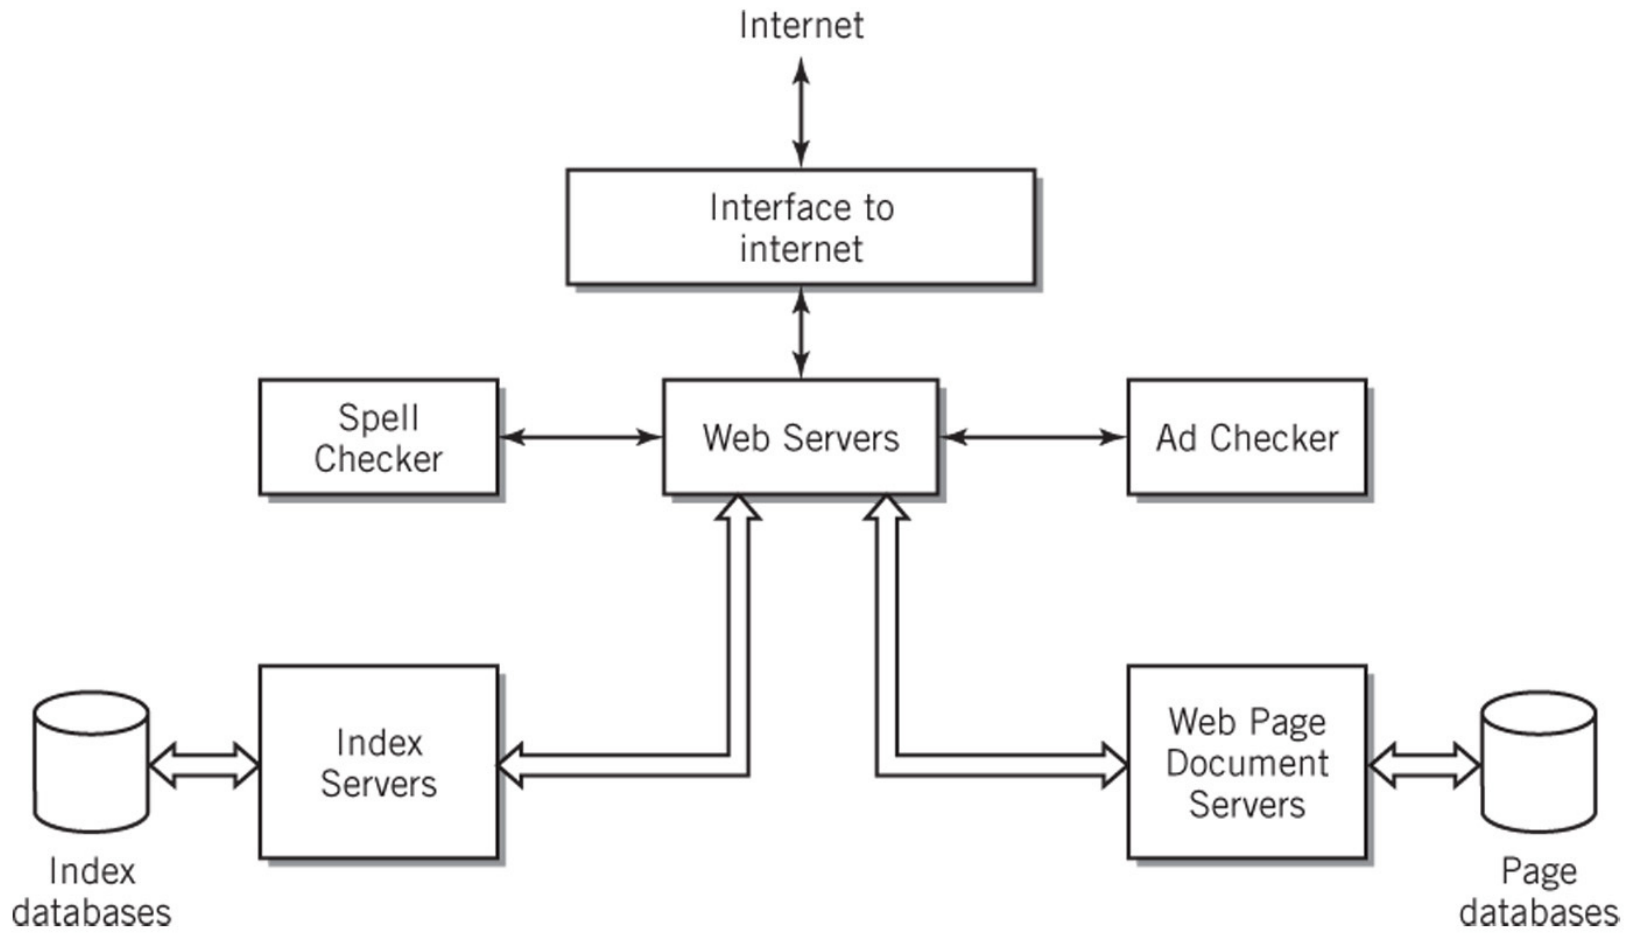 Internet
Interface to
internet
Spell
Checker
Web Servers
Ad Checker
Index
Servers
Web Page
Document
Servers
Index
databases
Page
databases